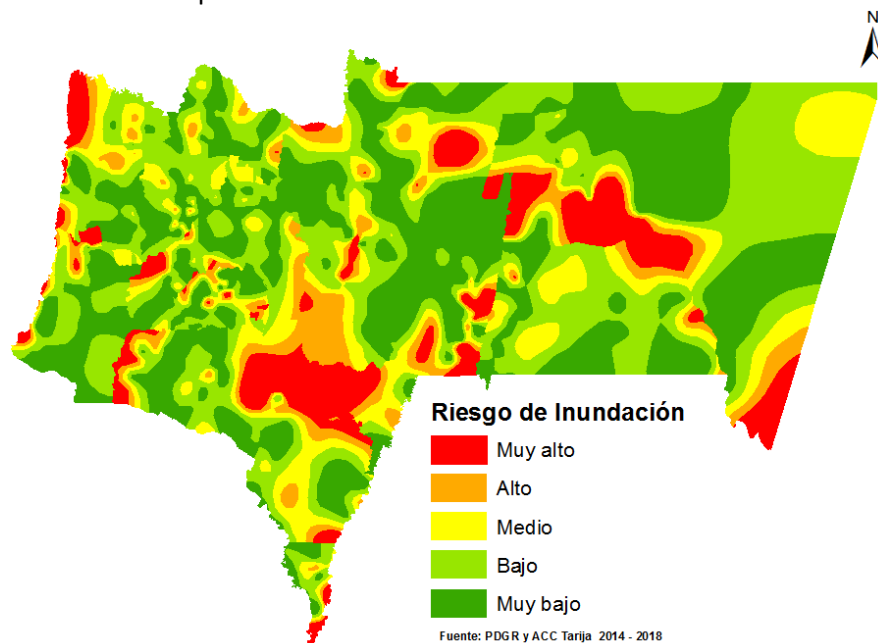 N
Riesgo de Inundación
Muy alto
Alto
Medio
Bajo
Muy bajo
Fuente: PDGR y ACC Tarija 2014 - 2018